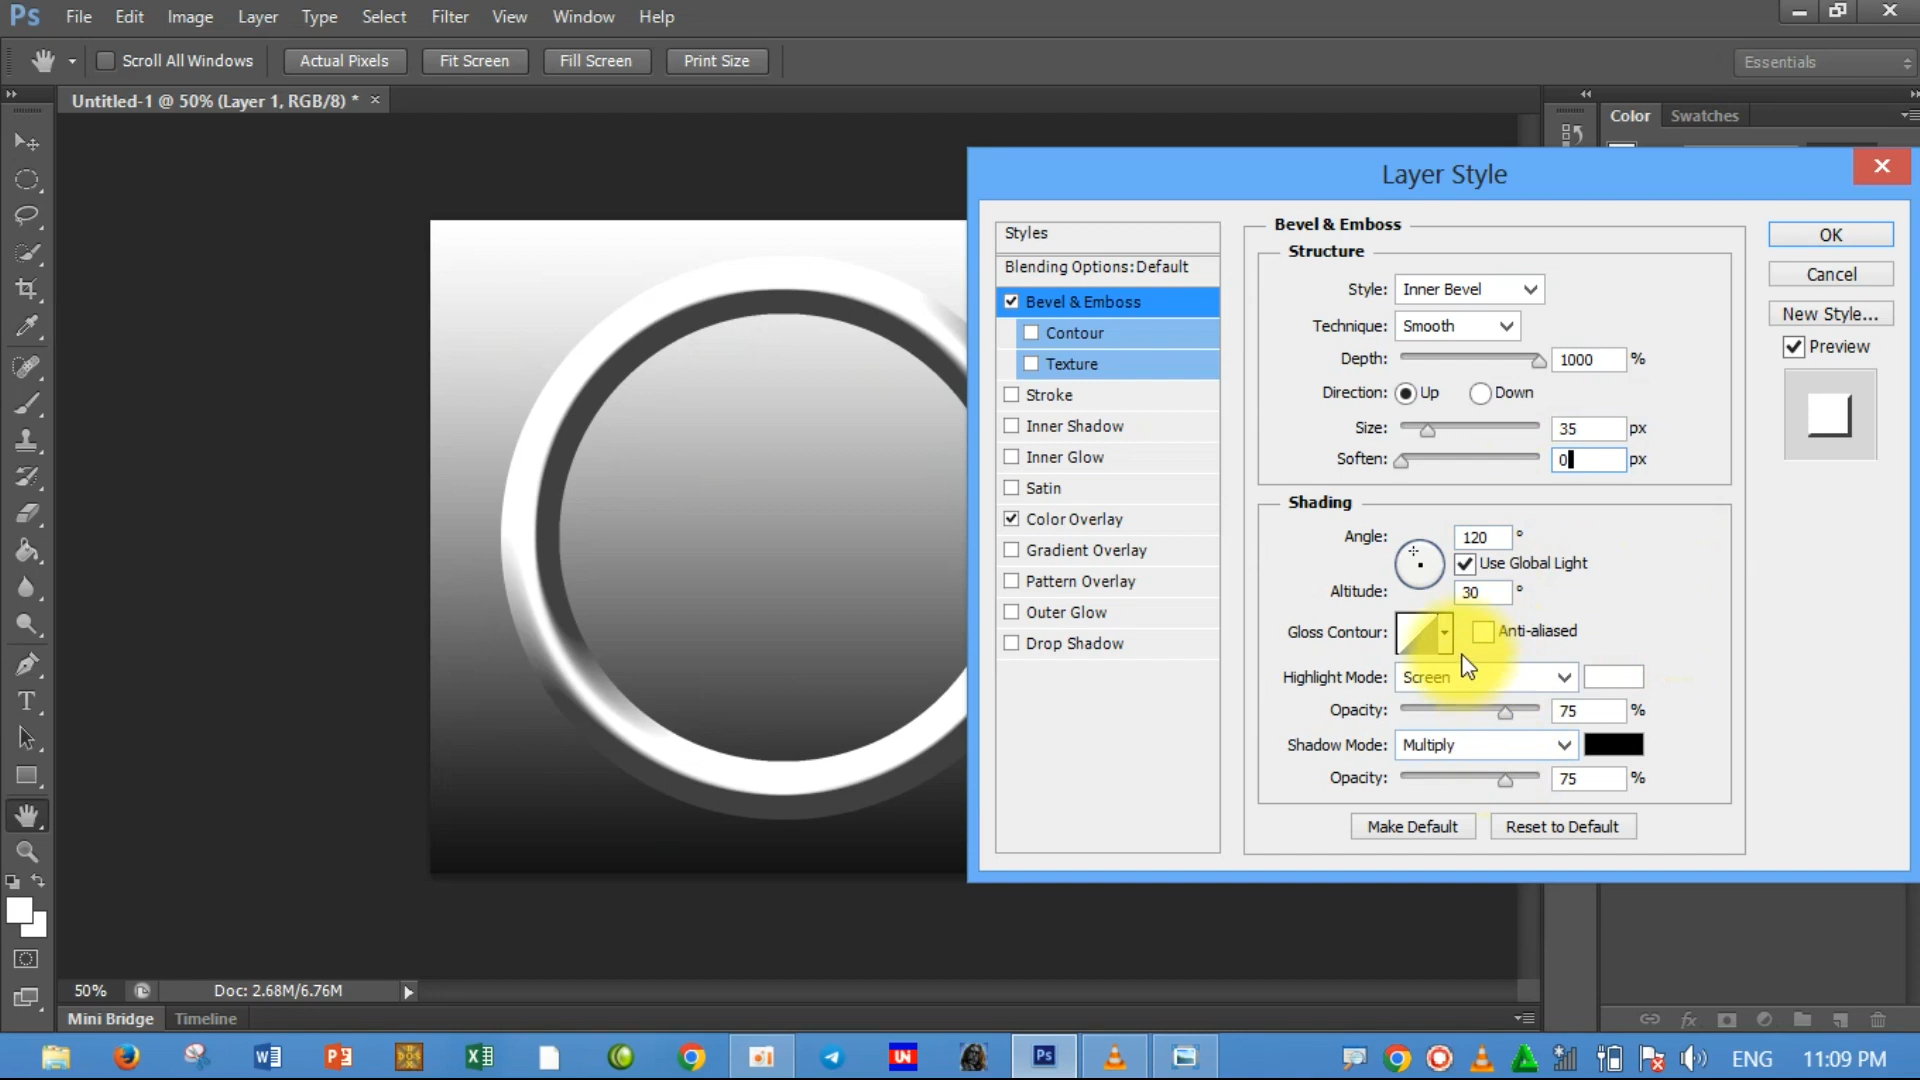 Ps File Edit Image Layer Type Select Filter View Window Help
Scroll All Windows Actual Pixels Fit Screen Fill Screen Print Size Essentials
Untitled-1 @ 50% (Layer 1, RGB/8) * ×
Color Swatches
Layer Style
Styles
Blending Options: Default
Bevel & Emboss
Contour
Texture
Stroke
Inner Shadow
Inner Glow
Satin
Color Overlay
Gradient Overlay
Pattern Overlay
Outer Glow
Drop Shadow
Bevel & Emboss
Structure
Style: Inner Bevel
Technique: Smooth
Depth: 1000 %
Direction: Up Down
Size: 35 px
Soften: 0 px
Shading
Angle: 120 °
Use Global Light
Altitude: 30 °
Gloss Contour: Anti-aliased
Highlight Mode: Screen
Opacity: 75 %
Shadow Mode: Multiply
Opacity: 75 %
Make Default Reset to Default
OK
Cancel
New Style...
Preview
50% Doc: 2.68M/6.76M
Mini Bridge Timeline
fx
ENG 11:09 PM